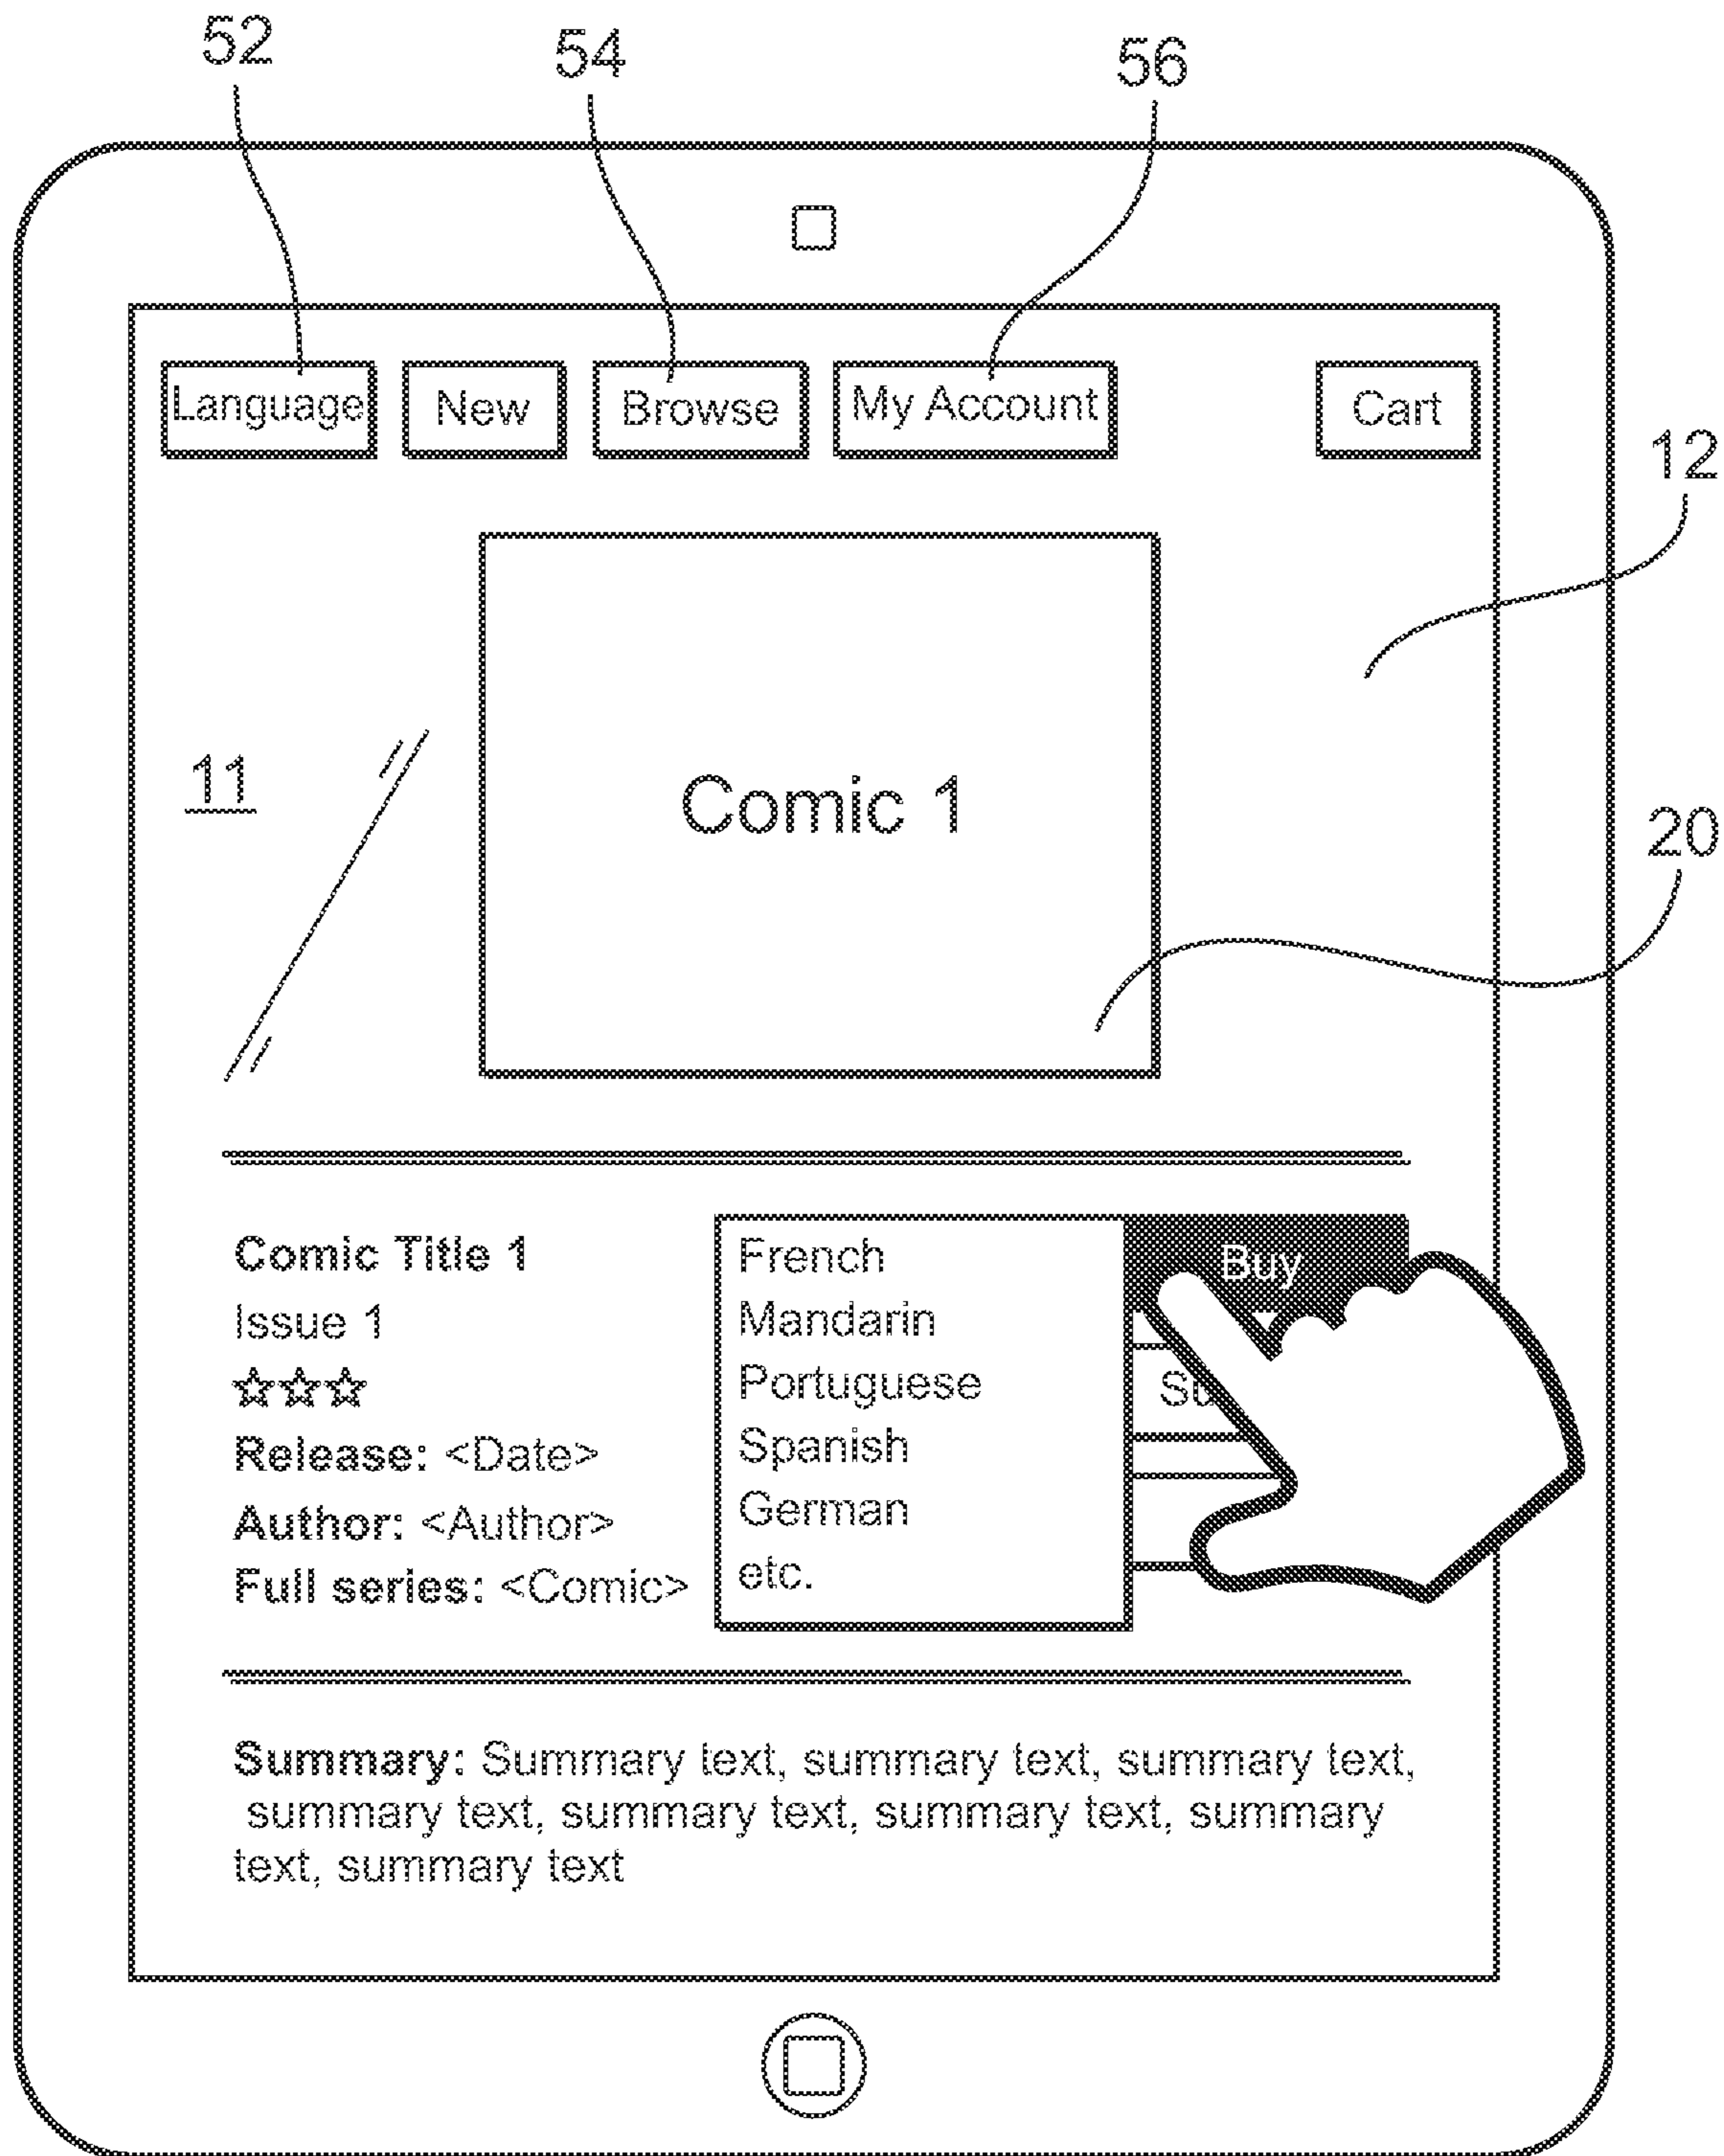 52
54
56
Language
New
Browse
My Account
Cart
12
11
Comic 1
20
Comic Title 1
Issue 1
Release: <Date>
Author: <Author>
Full series: <Comic>
French
Mandarin
Portuguese
Spanish
German
etc.
Buy
Summary: Summary text, summary text, summary text,
summary text, summary text, summary text, summary
text, summary text